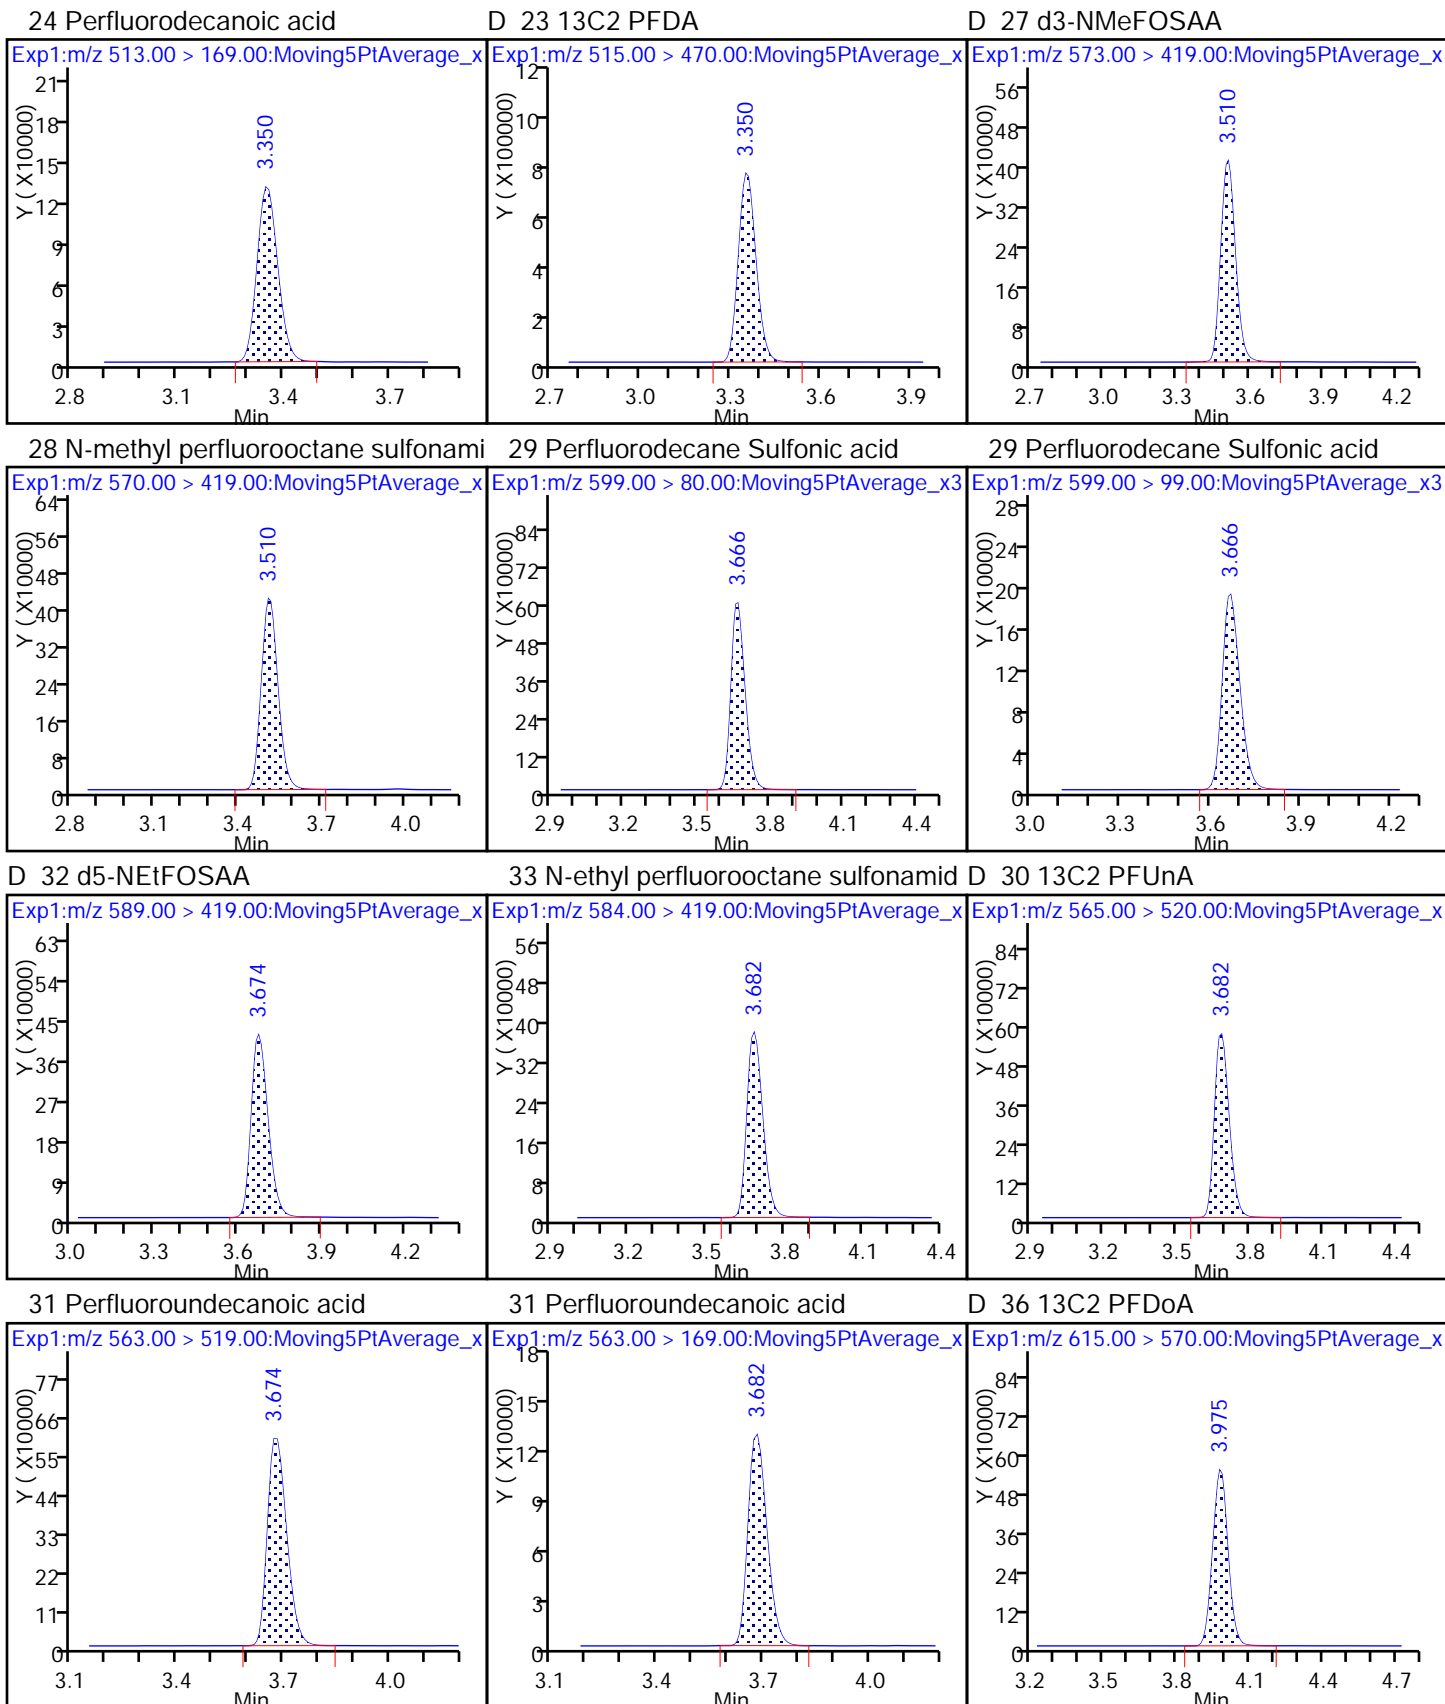 24 Perfluorodecanoic acid
Exp1:m/z 513.00 > 169.00:Moving5PtAverage_x
Y ( X10000)
21
18
15
12
9
6
3
0
3.350
2.8 3.1 3.4 3.7
Min
D 23 13C2 PFDA
Exp1:m/z 515.00 > 470.00:Moving5PtAverage_x
Y ( X100000)
12
10
8
6
4
2
0
3.350
2.7 3.0 3.3 3.6 3.9
Min
D 27 d3-NMeFOSAA
Exp1:m/z 573.00 > 419.00:Moving5PtAverage_x
Y ( X10000)
56
48
40
32
24
16
8
0
3.510
2.7 3.0 3.3 3.6 3.9 4.2
Min
28 N-methyl perfluorooctane sulfonami
Exp1:m/z 570.00 > 419.00:Moving5PtAverage_x
Y ( X10000)
64
56
48
40
32
24
16
8
0
3.510
2.8 3.1 3.4 3.7 4.0
Min
29 Perfluorodecane Sulfonic acid
Exp1:m/z 599.00 > 80.00:Moving5PtAverage_x3
Y ( X10000)
84
72
60
48
36
24
12
0
3.666
2.9 3.2 3.5 3.8 4.1 4.4
Min
29 Perfluorodecane Sulfonic acid
Exp1:m/z 599.00 > 99.00:Moving5PtAverage_x3
Y ( X10000)
28
24
20
16
12
8
4
0
3.666
3.0 3.3 3.6 3.9 4.2
Min
D 32 d5-NEtFOSAA
Exp1:m/z 589.00 > 419.00:Moving5PtAverage_x
Y ( X10000)
63
54
45
36
27
18
9
0
3.674
3.0 3.3 3.6 3.9 4.2
Min
33 N-ethyl perfluorooctane sulfonamid
Exp1:m/z 584.00 > 419.00:Moving5PtAverage_x
Y ( X10000)
56
48
40
32
24
16
8
0
3.682
2.9 3.2 3.5 3.8 4.1 4.4
Min
D 30 13C2 PFUnA
Exp1:m/z 565.00 > 520.00:Moving5PtAverage_x
Y ( X10000)
84
72
60
48
36
24
12
0
3.682
2.9 3.2 3.5 3.8 4.1 4.4
Min
31 Perfluoroundecanoic acid
Exp1:m/z 563.00 > 519.00:Moving5PtAverage_x
Y ( X10000)
77
66
55
44
33
22
11
0
3.674
3.1 3.4 3.7 4.0
Min
31 Perfluoroundecanoic acid
Exp1:m/z 563.00 > 169.00:Moving5PtAverage_x
Y ( X10000)
18
15
12
9
6
3
0
3.682
3.1 3.4 3.7 4.0
Min
D 36 13C2 PFDoA
Exp1:m/z 615.00 > 570.00:Moving5PtAverage_x
Y ( X10000)
84
72
60
48
36
24
12
0
3.975
3.2 3.5 3.8 4.1 4.4 4.7
Min